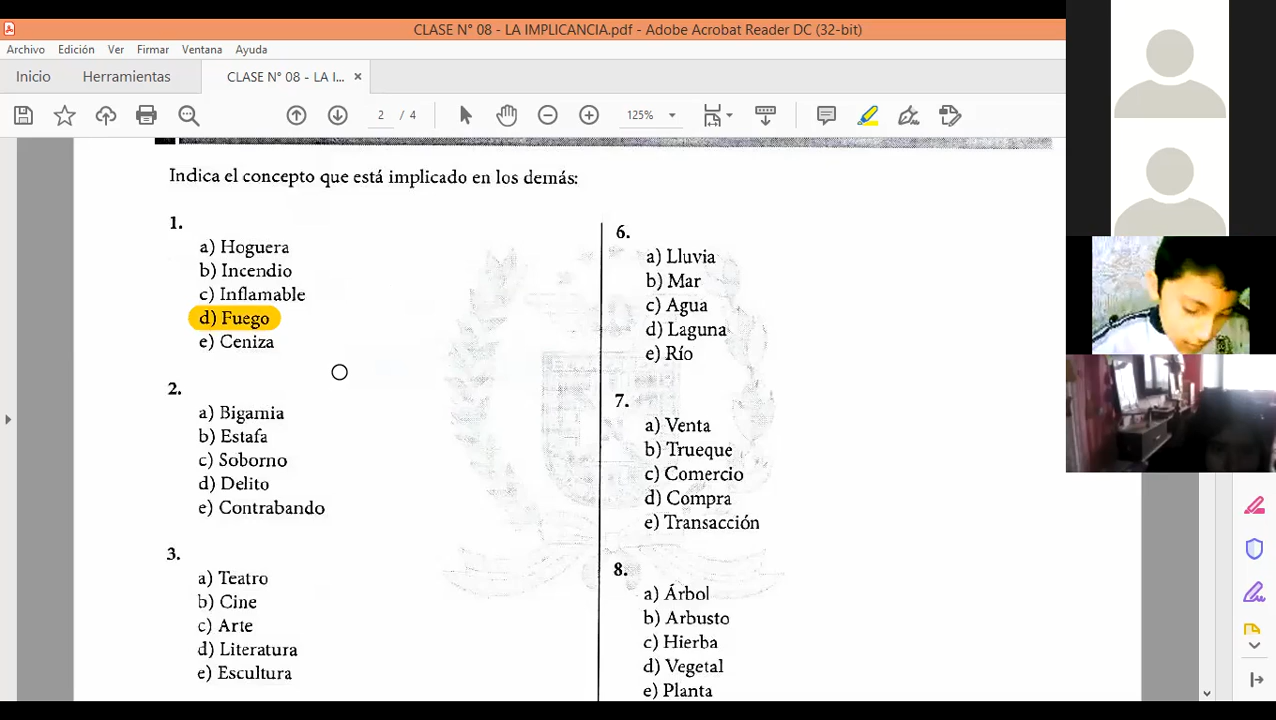 CLASE N° 08 - LA IMPLICANCIA.pdf - Adobe Acrobat Reader DC (32-bit)
Archivo Edición Ver Firmar Ventana Ayuda
Inicio Herramientas CLASE N° 08 - LA I... ×
2 / 4 125%
Indica el concepto que está implicado en los demás:
1.
a) Hoguera
b) Incendio
c) Inflamable
d) Fuego
e) Ceniza
2.
a) Bigamia
b) Estafa
c) Soborno
d) Delito
e) Contrabando
3.
a) Teatro
b) Cine
c) Arte
d) Literatura
e) Escultura
6.
a) Lluvia
b) Mar
c) Agua
d) Laguna
e) Río
7.
a) Venta
b) Trueque
c) Comercio
d) Compra
e) Transacción
8.
a) Árbol
b) Arbusto
c) Hierba
d) Vegetal
e) Planta